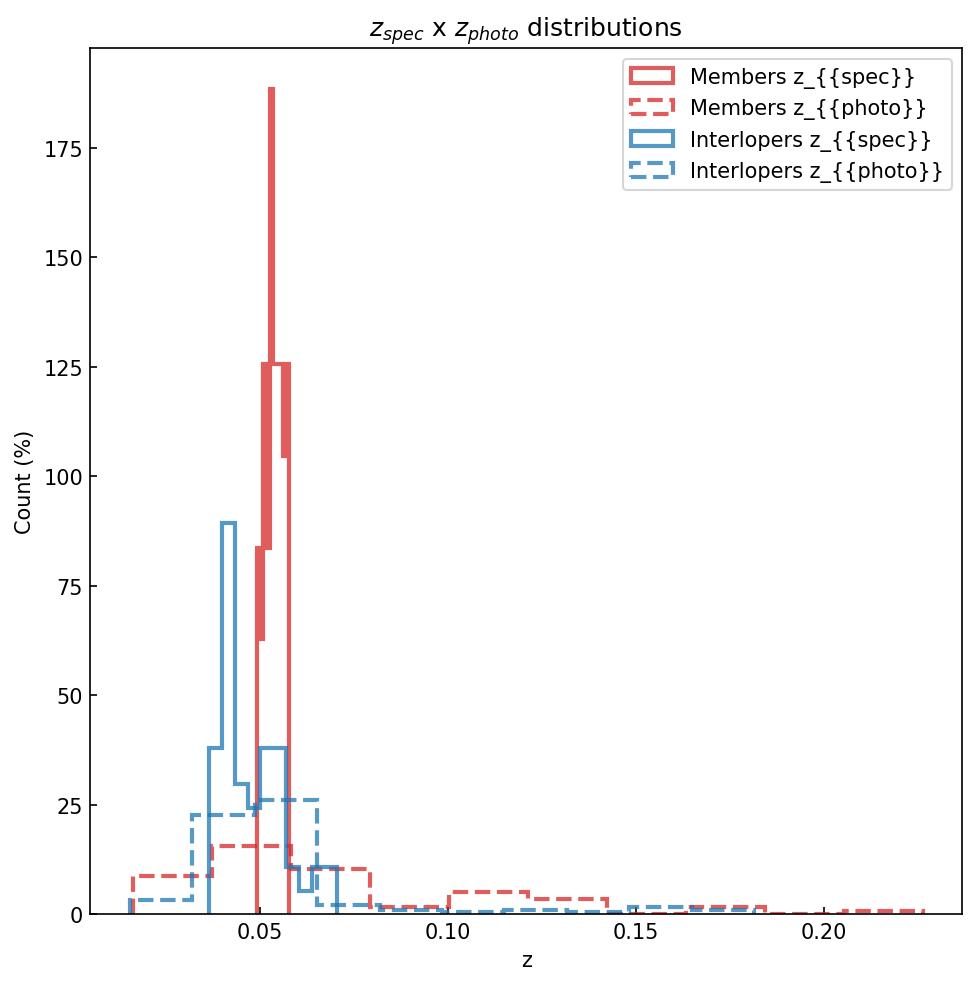 z_spec x z_photo distributions
Members z_{{spec}}
Members z_{{photo}}
Interlopers z_{{spec}}
Interlopers z_{{photo}}
Count (%)
175
150
125
100
75
50
25
0
0.05 0.10 0.15 0.20
z